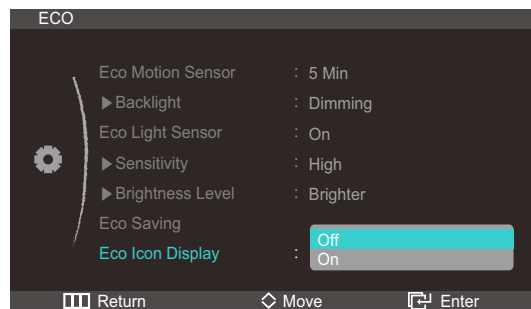 ECO
Eco Motion Sensor : 5 Min
▶Backlight : Dimming
Eco Light Sensor : On
▶Sensitivity : High
▶Brightness Level : Brighter
Eco Saving
Eco Icon Display : Off
On
Return Move Enter